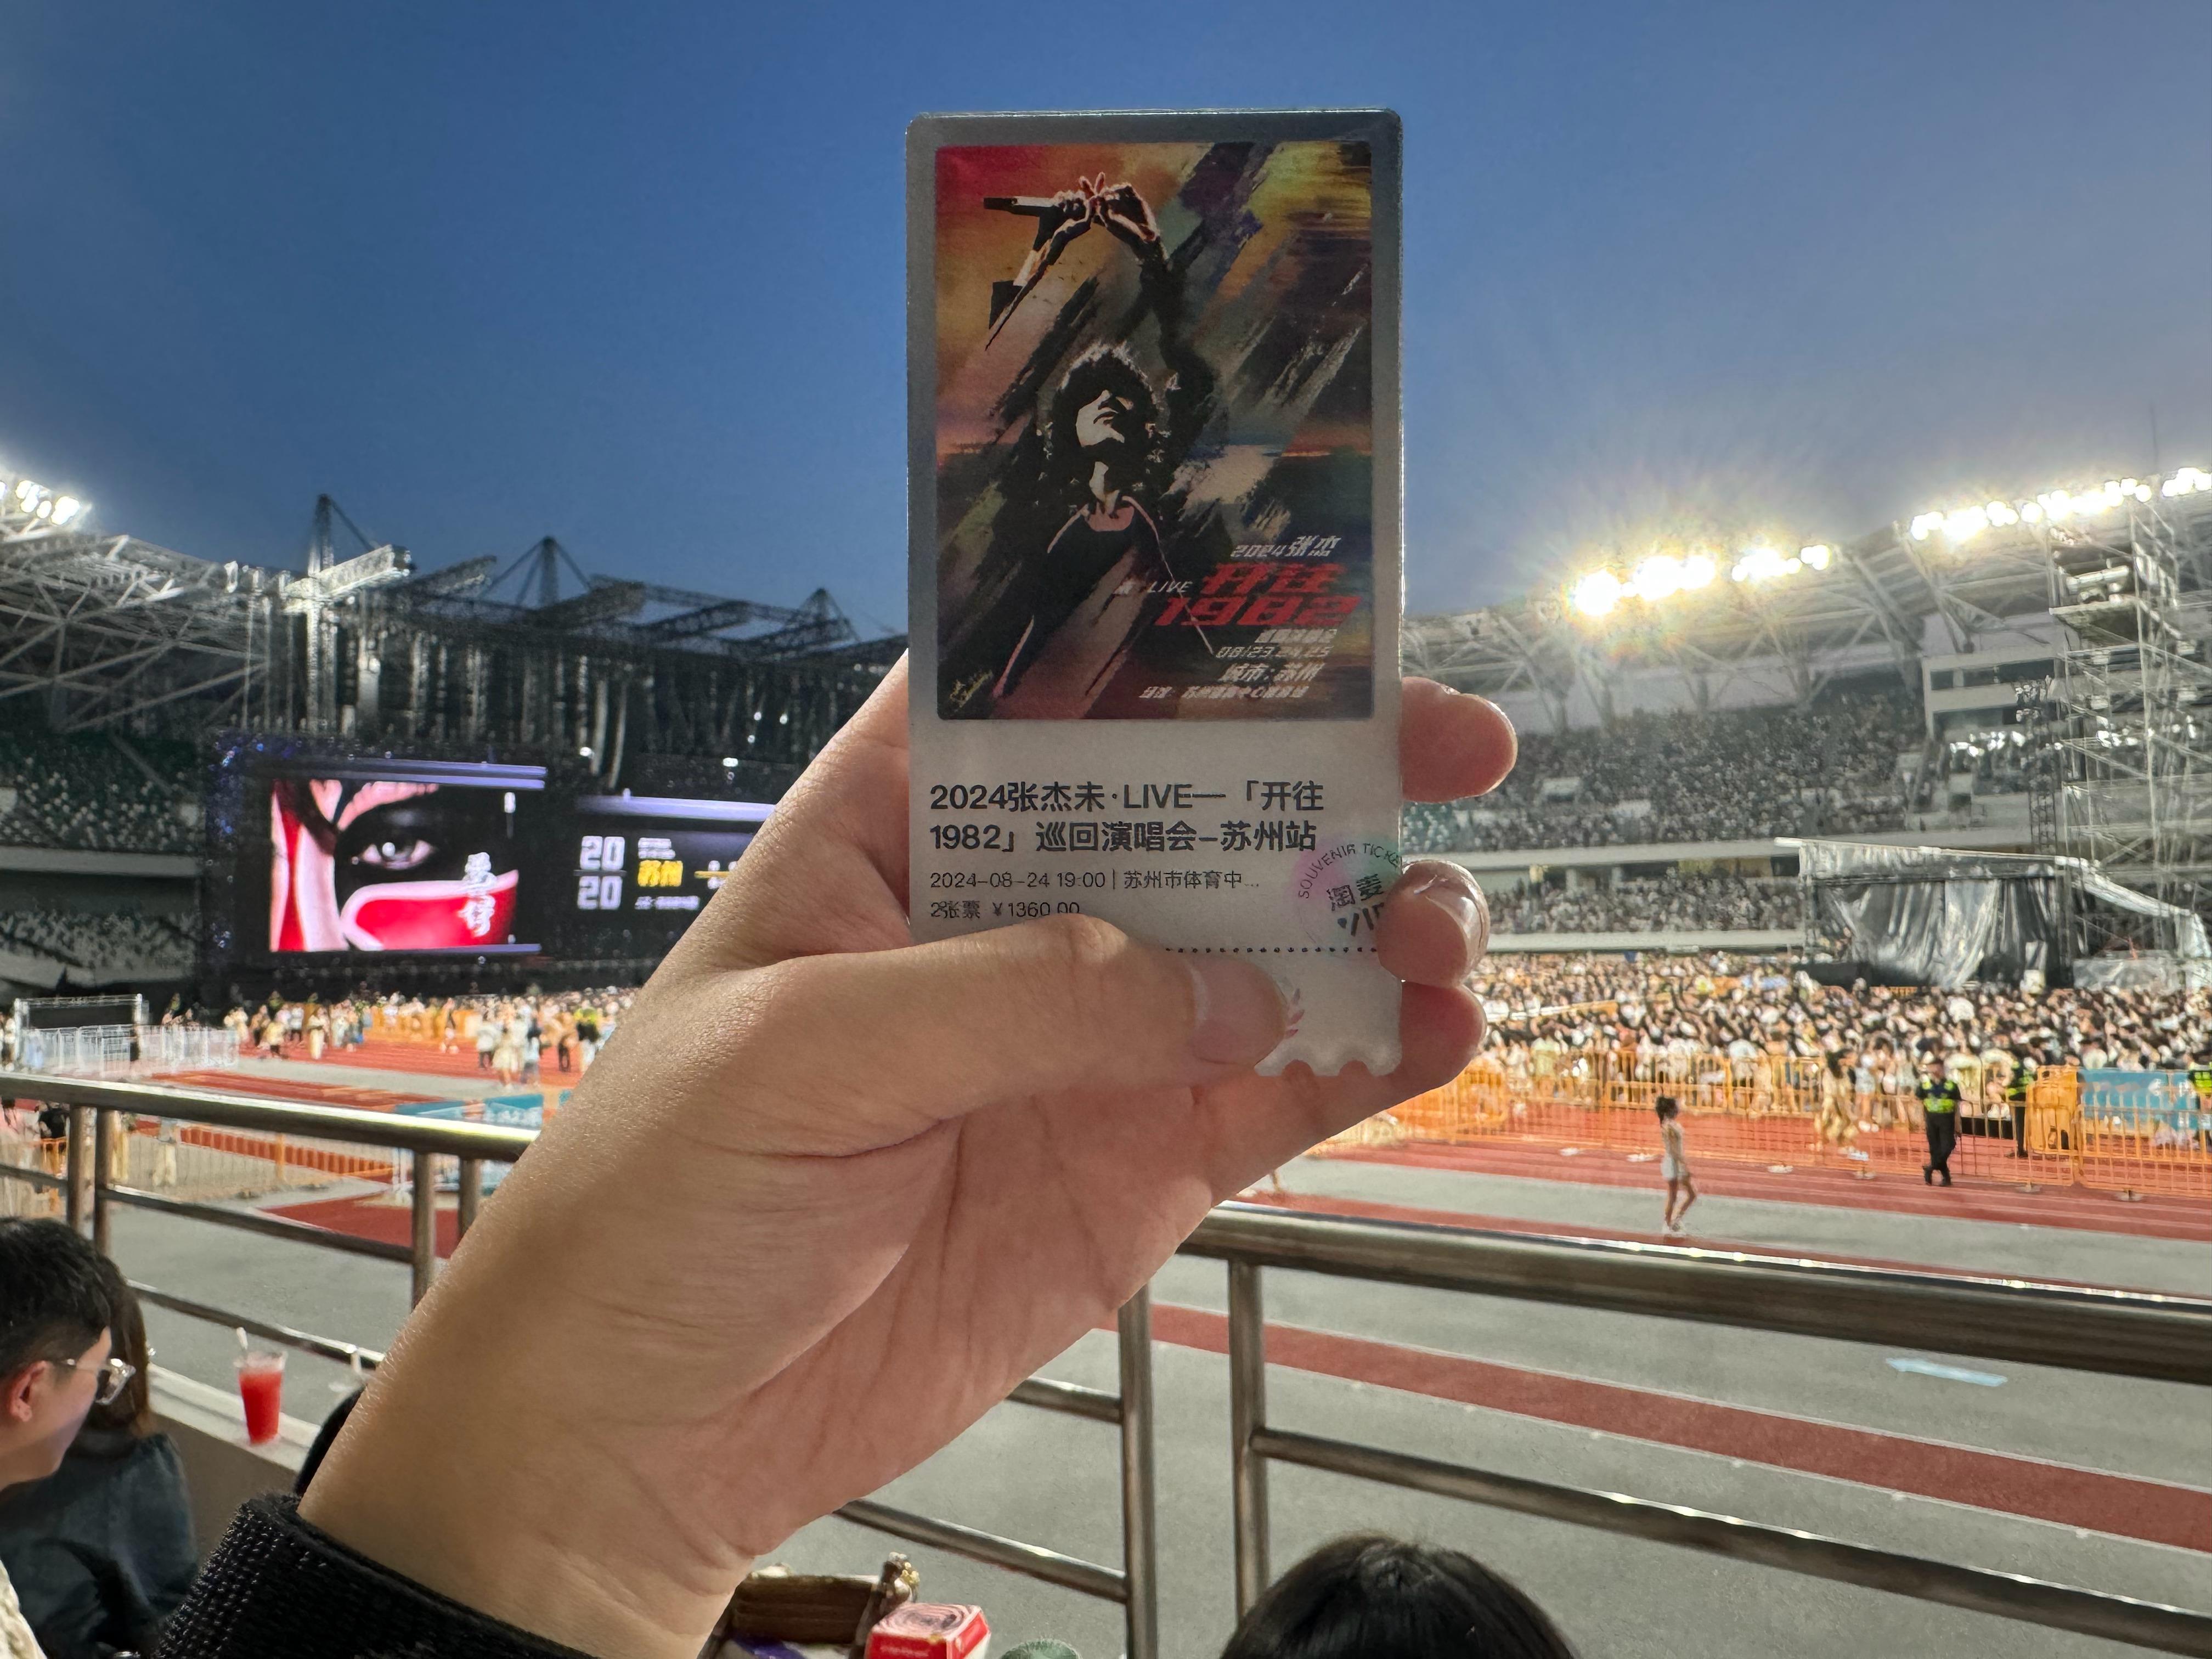 2024张杰
LIVE 开往
1982
08/23.24.25
城市:苏州
2024张杰未·LIVE—「开往
1982」巡回演唱会-苏州站
2024-08-24 19:00 | 苏州市体育中...
2张票 ¥1360.00
SOUVENIR TICKE
淘麦
VIP
20
20
苏州